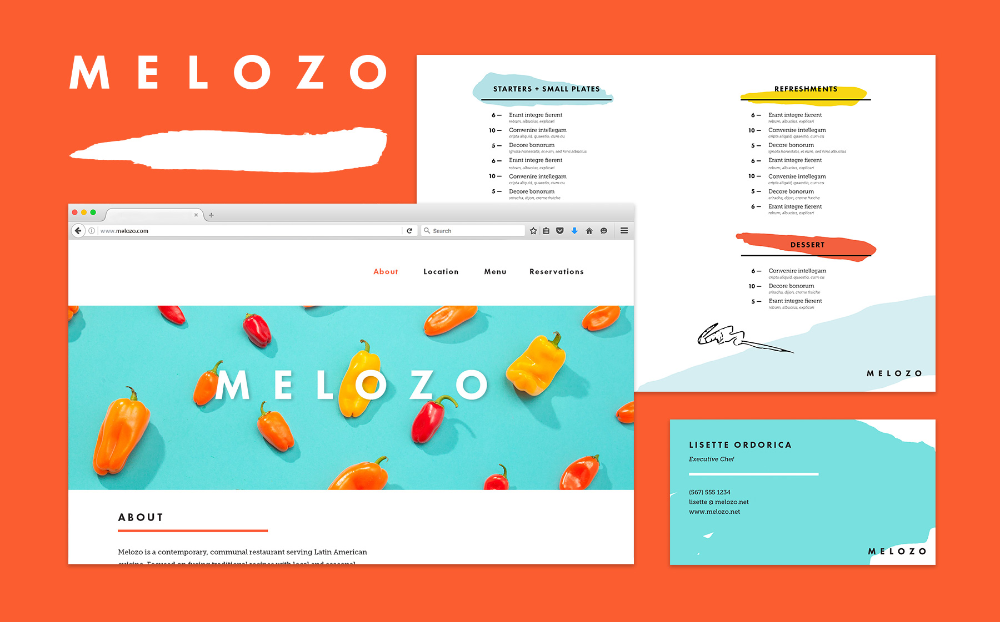 MELOZO
STARTERS + SMALL PLATES
6 — Erant integre fierent
rebum, albucius, explicari
10 — Convenire intellegam
cripta aliquid, quaestio, cum cu
5 — Decore bonorum
ignota honestatis, ei eum, sed hinc albucius
6 — Erant integre fierent
rebum, albucius, explicari
10 — Convenire intellegam
cripta aliquid, quaestio, cum cu
5 — Decore bonorum
sriracha, dijon, creme fraiche
REFRESHMENTS
6 — Erant integre fierent
rebum, albucius, explicari
10 — Convenire intellegam
cripta aliquid, quaestio, cum cu
5 — Decore bonorum
ignota honestatis, ei eum, sed hinc albucius
6 — Erant integre fierent
rebum, albucius, explicari
10 — Convenire intellegam
cripta aliquid, quaestio, cum cu
5 — Decore bonorum
sriracha, dijon, creme fraiche
6 — Erant integre fierent
rebum, albucius, explicari
DESSERT
6 — Convenire intellegam
cripta aliquid, quaestio, cum cu
10 — Decore bonorum
sriracha, dijon, creme fraiche
5 — Erant integre fierent
rebum, albucius, explicari
MELOZO
www.melozo.com
Search
About Location Menu Reservations
MELOZO
ABOUT
Melozo is a contemporary, communal restaurant serving Latin American
cuisine. Focused on fusing traditional recipes with local and seasonal
LISETTE ORDORICA
Executive Chef
(567) 555 1234
lisette @ melozo.net
www.melozo.net
MELOZO